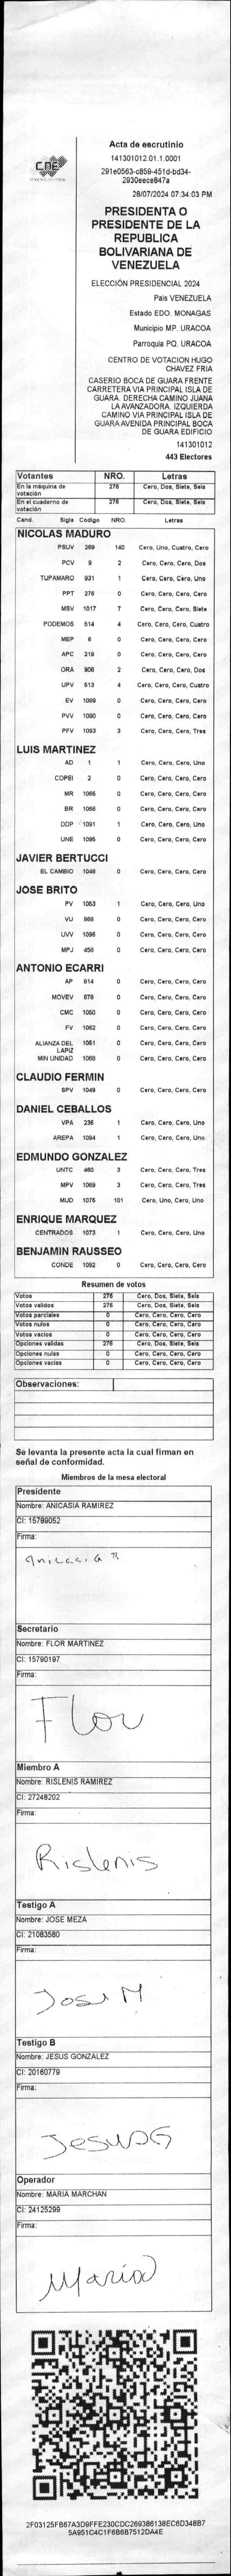 CNE
Acta de escrutinio
141301012.01.1.0001
291e0563-c859-451d-bd34-
2930eece847a
28/07/2024 07:34:03 PM
PRESIDENTA O
PRESIDENTE DE LA
REPUBLICA
BOLIVARIANA DE
VENEZUELA
ELECCIÓN PRESIDENCIAL 2024
Pais VENEZUELA
Estado EDO. MONAGAS
Municipio MP. URACOA
Parroquia PQ. URACOA
CENTRO DE VOTACION HUGO
CHAVEZ FRIA
CASERIO BOCA DE GUARA FRENTE
CARRETERA VIA PRINCIPAL ISLA DE
GUARA. DERECHA CAMINO JUANA
LA AVANZADORA. IZQUIERDA
CAMINO VIA PRINCIPAL ISLA DE
GUARA AVENIDA PRINCIPAL BOCA
DE GUARA EDIFICIO
141301012
443 Electores
Votantes NRO. Letras
En la máquina de votación 276 Cero, Dos, Siete, Seis
En el cuaderno de votación 276 Cero, Dos, Siete, Seis
Cand. Sigla Codigo NRO. Letras
NICOLAS MADURO
PSUV 269 140 Cero, Uno, Cuatro, Cero
PCV 9 2 Cero, Cero, Cero, Dos
TUPAMARO 931 1 Cero, Cero, Cero, Uno
PPT 276 0 Cero, Cero, Cero, Cero
MSV 1017 7 Cero, Cero, Cero, Siete
PODEMOS 514 4 Cero, Cero, Cero, Cuatro
MEP 6 0 Cero, Cero, Cero, Cero
APC 219 0 Cero, Cero, Cero, Cero
ORA 906 2 Cero, Cero, Cero, Dos
UPV 513 4 Cero, Cero, Cero, Cuatro
EV 1089 0 Cero, Cero, Cero, Cero
PVV 1090 0 Cero, Cero, Cero, Cero
PFV 1093 3 Cero, Cero, Cero, Tres
LUIS MARTINEZ
AD 1 1 Cero, Cero, Cero, Uno
COPEI 2 0 Cero, Cero, Cero, Cero
MR 1065 0 Cero, Cero, Cero, Cero
BR 1066 0 Cero, Cero, Cero, Cero
DDP 1091 1 Cero, Cero, Cero, Uno
UNE 1095 0 Cero, Cero, Cero, Cero
JAVIER BERTUCCI
EL CAMBIO 1048 0 Cero, Cero, Cero, Cero
JOSE BRITO
PV 1053 1 Cero, Cero, Cero, Uno
VU 868 0 Cero, Cero, Cero, Cero
UVV 1096 0 Cero, Cero, Cero, Cero
MPJ 456 0 Cero, Cero, Cero, Cero
ANTONIO ECARRI
AP 814 0 Cero, Cero, Cero, Cero
MOVEV 878 0 Cero, Cero, Cero, Cero
CMC 1050 0 Cero, Cero, Cero, Cero
FV 1062 0 Cero, Cero, Cero, Cero
ALIANZA DEL LAPIZ 1051 0 Cero, Cero, Cero, Cero
MIN UNIDAD 1068 0 Cero, Cero, Cero, Cero
CLAUDIO FERMIN
SPV 1049 0 Cero, Cero, Cero, Cero
DANIEL CEBALLOS
VPA 236 1 Cero, Cero, Cero, Uno
AREPA 1094 1 Cero, Cero, Cero, Uno
EDMUNDO GONZALEZ
UNTC 460 3 Cero, Cero, Cero, Tres
MPV 1069 3 Cero, Cero, Cero, Tres
MUD 1075 101 Cero, Uno, Cero, Uno
ENRIQUE MARQUEZ
CENTRADOS 1073 1 Cero, Cero, Cero, Uno
BENJAMIN RAUSSEO
CONDE 1092 0 Cero, Cero, Cero, Cero
Resumen de votos
Votos 276 Cero, Dos, Siete, Seis
Votos validos 276 Cero, Dos, Siete, Seis
Votos parciales 0 Cero, Cero, Cero, Cero
Votos nulos 0 Cero, Cero, Cero, Cero
Votos vacios 0 Cero, Cero, Cero, Cero
Opciones validas 276 Cero, Dos, Siete, Seis
Opciones nulas 0 Cero, Cero, Cero, Cero
Opciones vacias 0 Cero, Cero, Cero, Cero
Observaciones:
Se levanta la presente acta la cual firman en
señal de conformidad.
Miembros de la mesa electoral
Presidente
Nombre: ANICASIA RAMIREZ
CI: 15789052
Firma:
Anicasia R
Secretario
Nombre: FLOR MARTINEZ
CI: 15790197
Firma:
Flor
Miembro A
Nombre: RISLENIS RAMIREZ
CI: 27248202
Firma:
Rislenis
Testigo A
Nombre: JOSE MEZA
CI: 21083580
Firma:
José M
Testigo B
Nombre: JESUS GONZALEZ
CI: 20160779
Firma:
Jesus G
Operador
Nombre: MARIA MARCHAN
CI: 24125299
Firma:
Maria
2F03125FB67A3D9FFE230CDC269386138EC6D348B7
5A951C4C1F6B6B7512DA4E